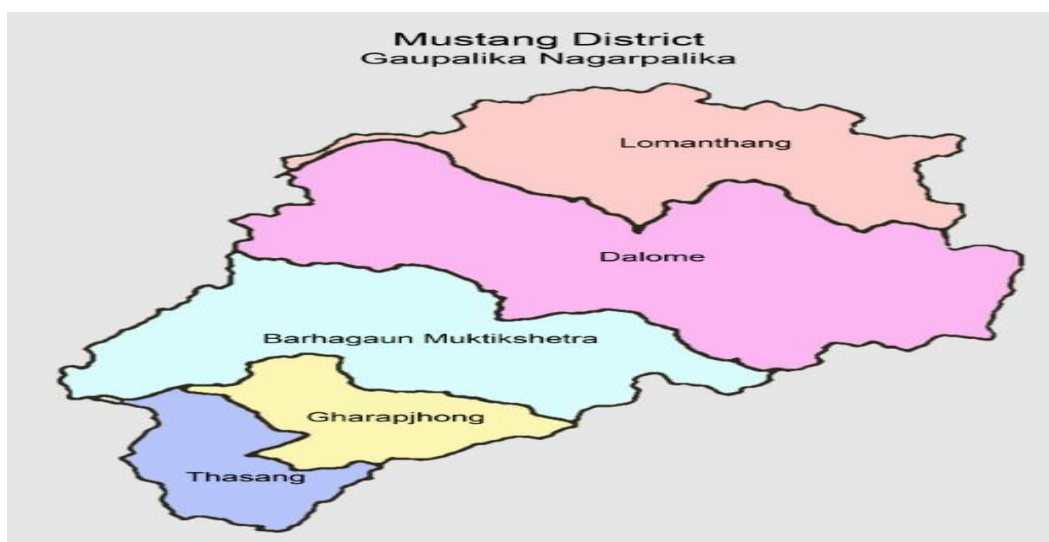 Mustang District
Gaupalika Nagarpalika
Lomanthang
Dalome
Barhagaun Muktikshetra
Gharapjhong
Thasang